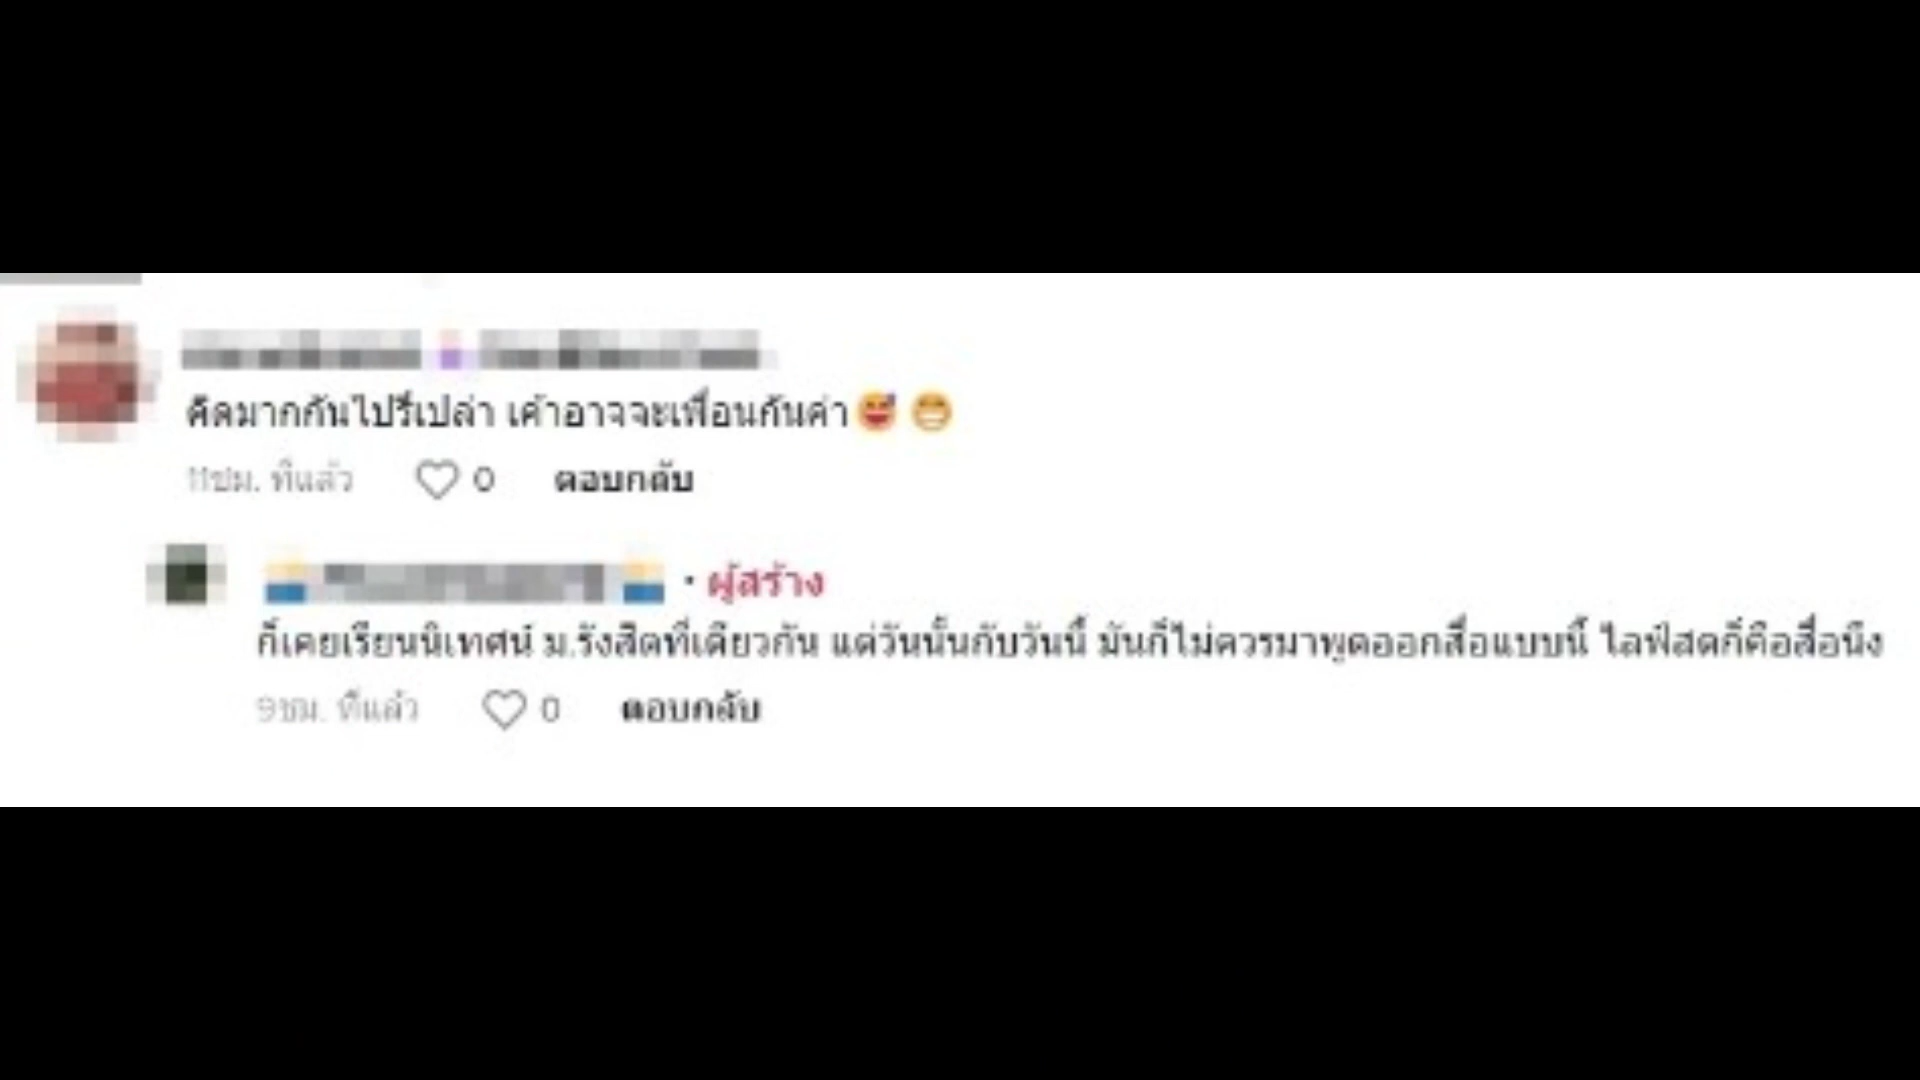 คิดมากกันไปรึเปล่า เค้าอาจจะเพื่อนกันค่า😅 😁
11ชม. ที่แล้ว 0 ตอบกลับ
· ผู้สร้าง
ก็เคยเรียนนิเทศน์ ม.รังสิตที่เดียวกัน แต่วันนั้นกับวันนี้ มันก็ไม่ควรมาพูดออกสื่อแบบนี้ ไลฟ์สดก็คือสื่อนึง
9ชม. ที่แล้ว 0 ตอบกลับ